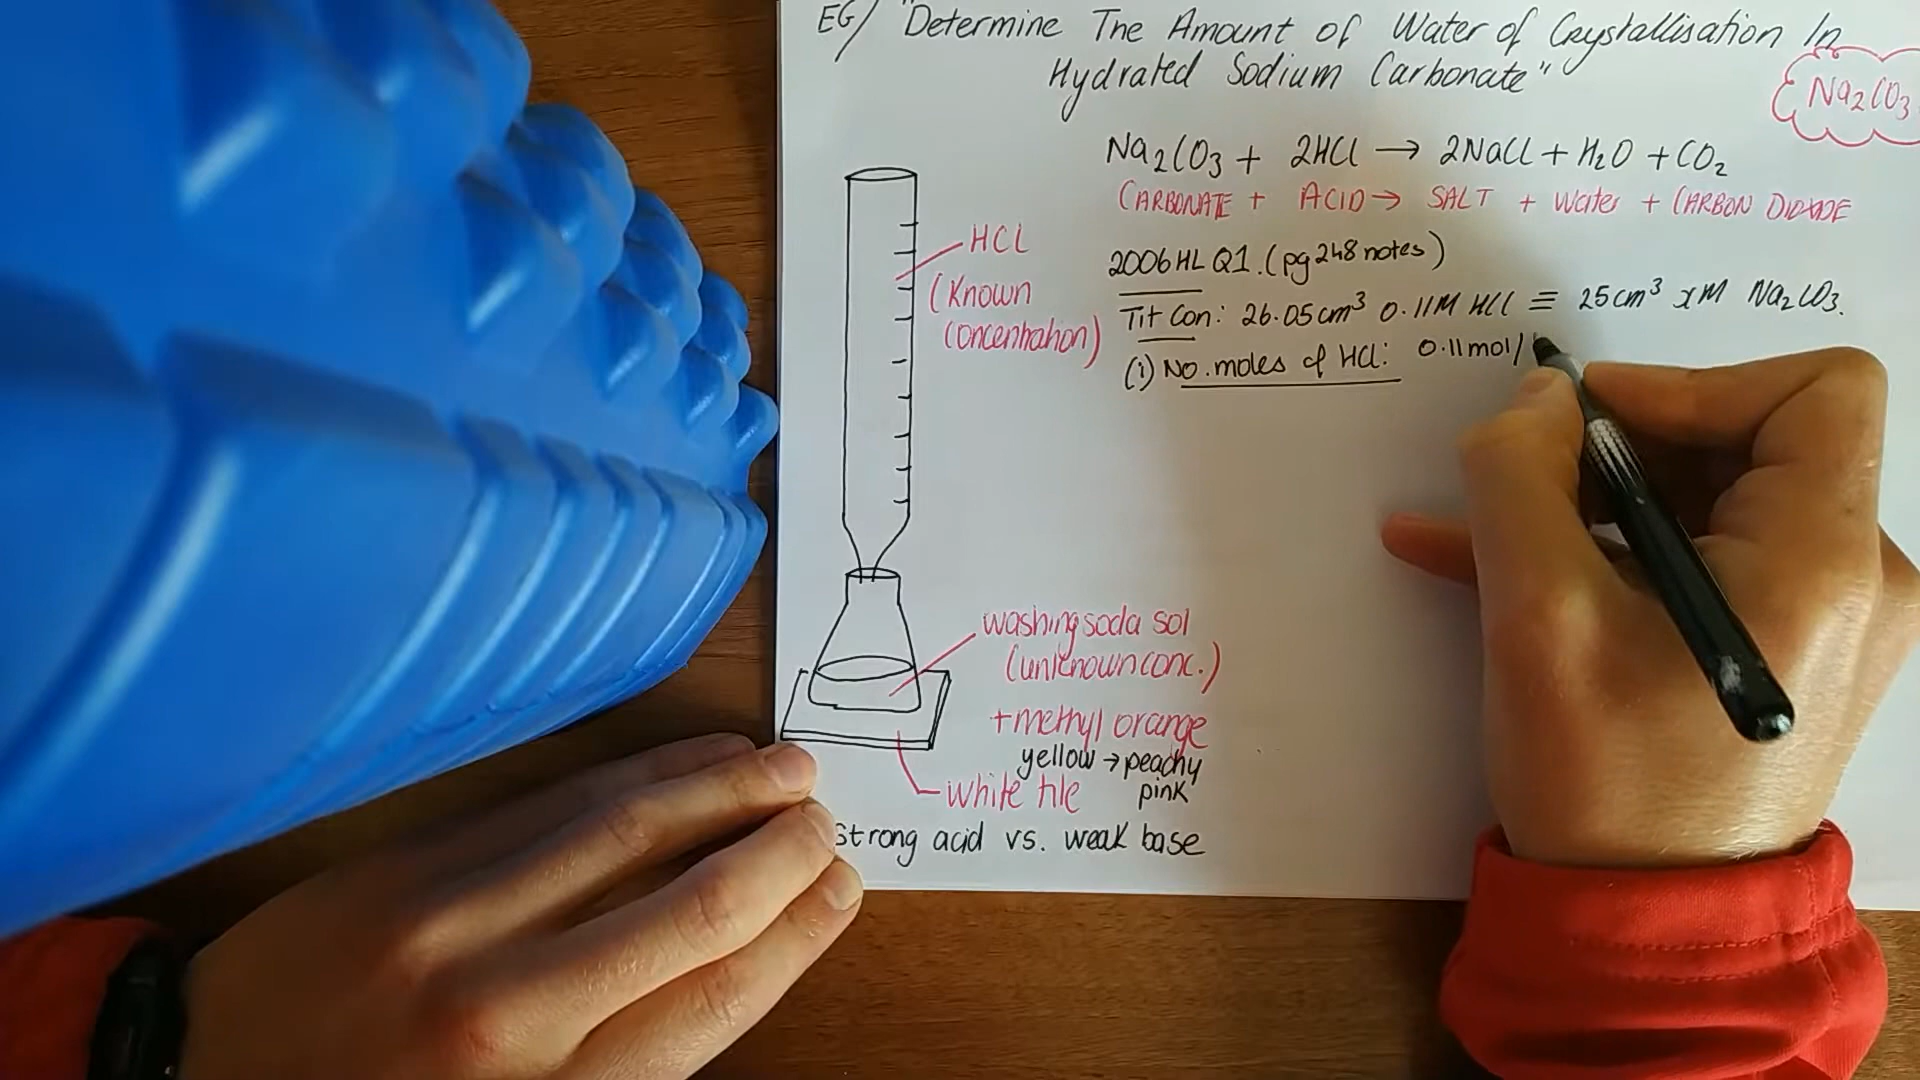 EG/ "Determine The Amount of Water of Crystallisation In
Hydrated Sodium Carbonate"
Na2CO3
Na2CO3 + 2HCl → 2NaCl + H2O + CO2
CARBONATE + ACID → SALT + Water + CARBON DIOXIDE
2006 HL Q1. (pg 248 notes)
Tit Con: 26.05cm3 0.11M HCl ≡ 25cm3 xM Na2CO3.
(i) No. moles of HCl: 0.11mol/
HCL
(Known
Concentration)
washing soda sol
(unknown conc.)
+methyl orange
yellow → peachy
pink
white tile
Strong acid vs. weak base